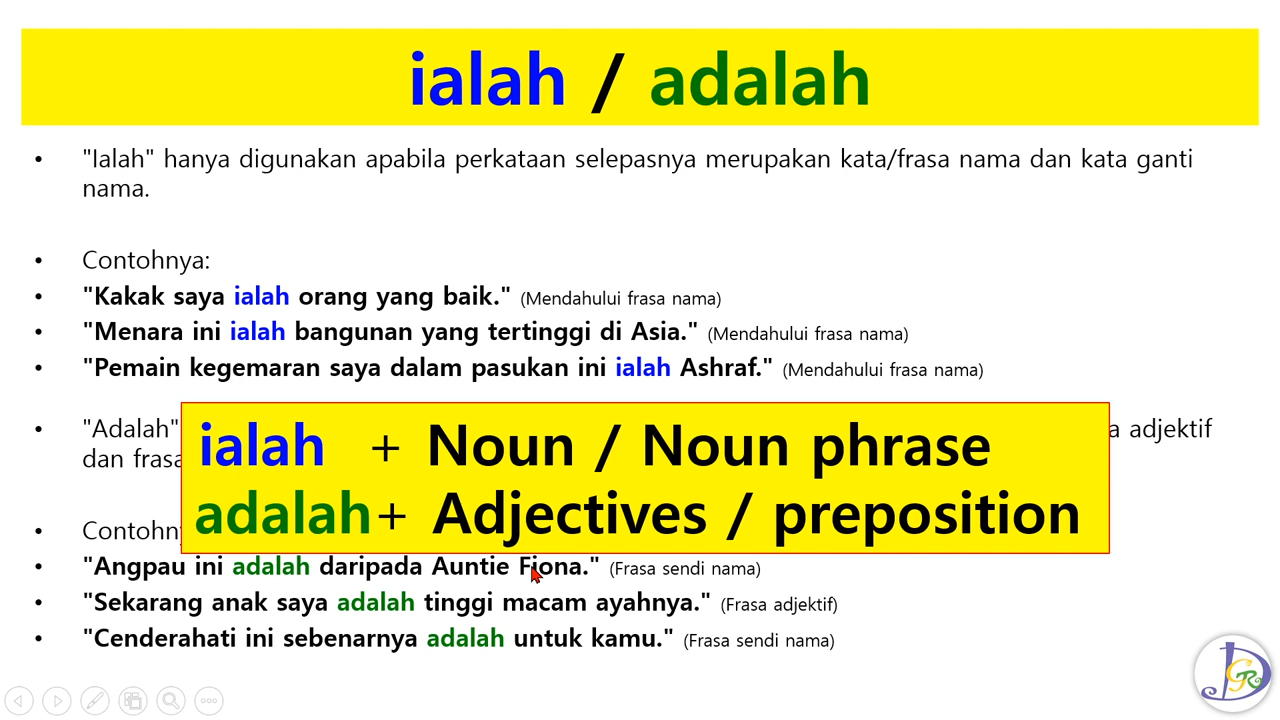 ialah / adalah
• "Ialah" hanya digunakan apabila perkataan selepasnya merupakan kata/frasa nama dan kata ganti
nama.
• Contohnya:
• "Kakak saya ialah orang yang baik." (Mendahului frasa nama)
• "Menara ini ialah bangunan yang tertinggi di Asia." (Mendahului frasa nama)
• "Pemain kegemaran saya dalam pasukan ini ialah Ashraf." (Mendahului frasa nama)
• "Adalah" adjektif
dan
ialah + Noun / Noun phrase
adalah+ Adjectives / preposition
• "Angpau ini adalah daripada Auntie Fiona." (Frasa sendi nama)
• "Sekarang anak saya adalah tinggi macam ayahnya." (Frasa adjektif)
• "Cenderahati ini sebenarnya adalah untuk kamu." (Frasa sendi nama)